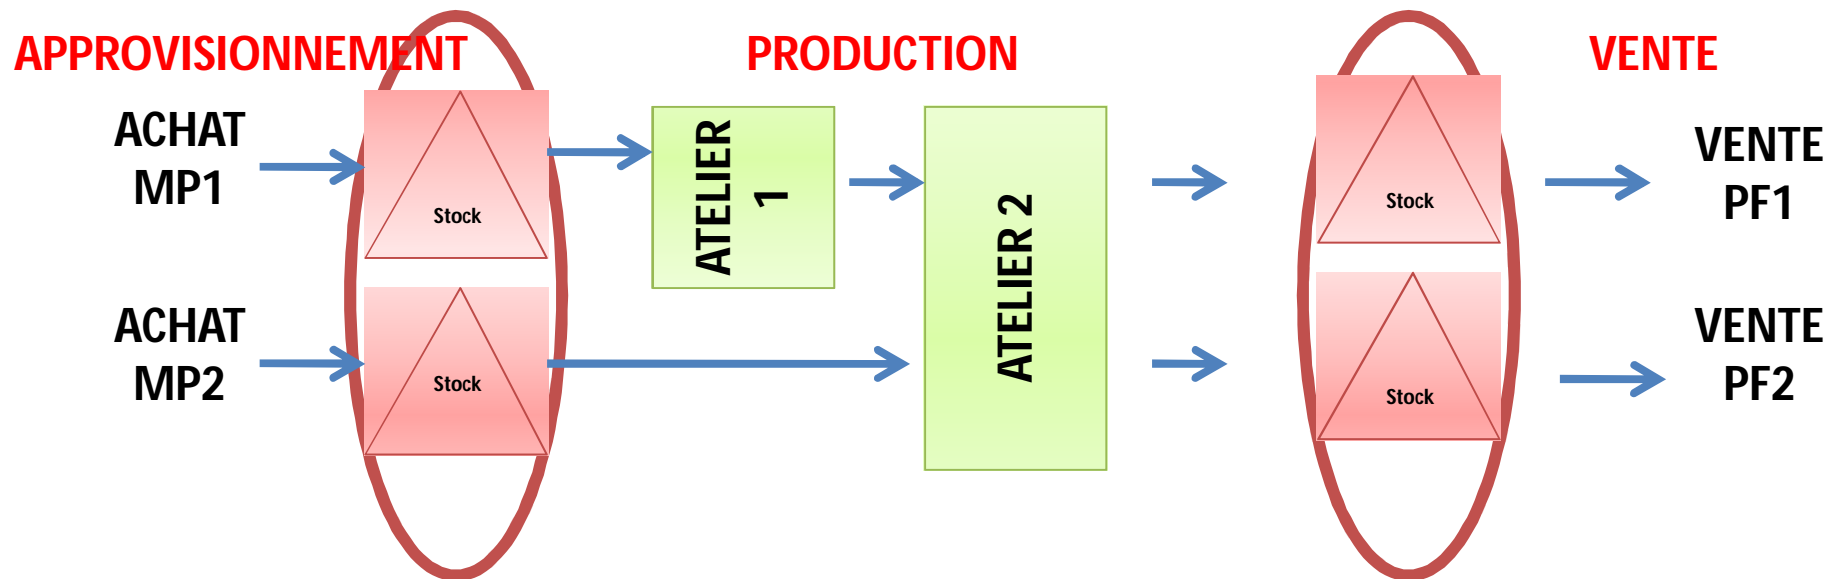 APPROVISIONNEMENT
PRODUCTION
VENTE
ACHAT
MP1
Stock
ATELIER
1
ATELIER 2
Stock
VENTE
PF1
ACHAT
MP2
Stock
Stock
VENTE
PF2